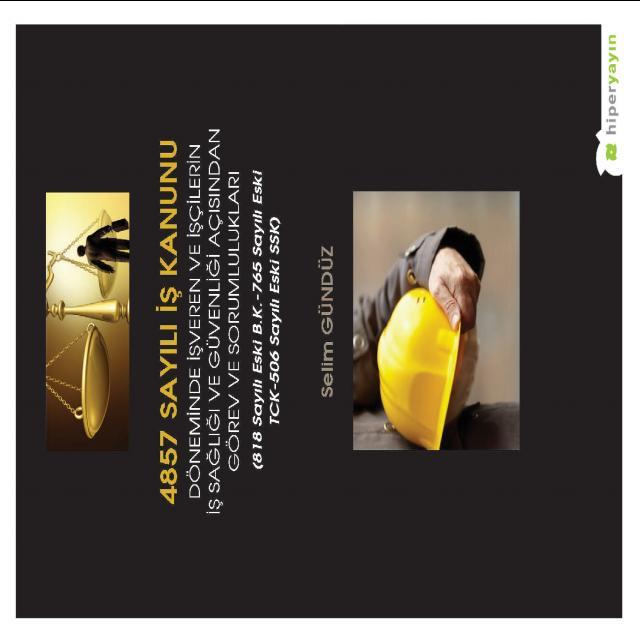 4857 SAYILI İŞ KANUNU
DÖNEMİNDE İŞVEREN VE İŞÇİLERİN
İŞ SAĞLIĞI VE GÜVENLİĞİ AÇISINDAN
GÖREV VE SORUMLULUKLARI
(818 Sayılı Eski B.K.-765 Sayılı Eski
TCK-506 Sayılı Eski SSK)
Selim GÜNDÜZ
hiperyayın